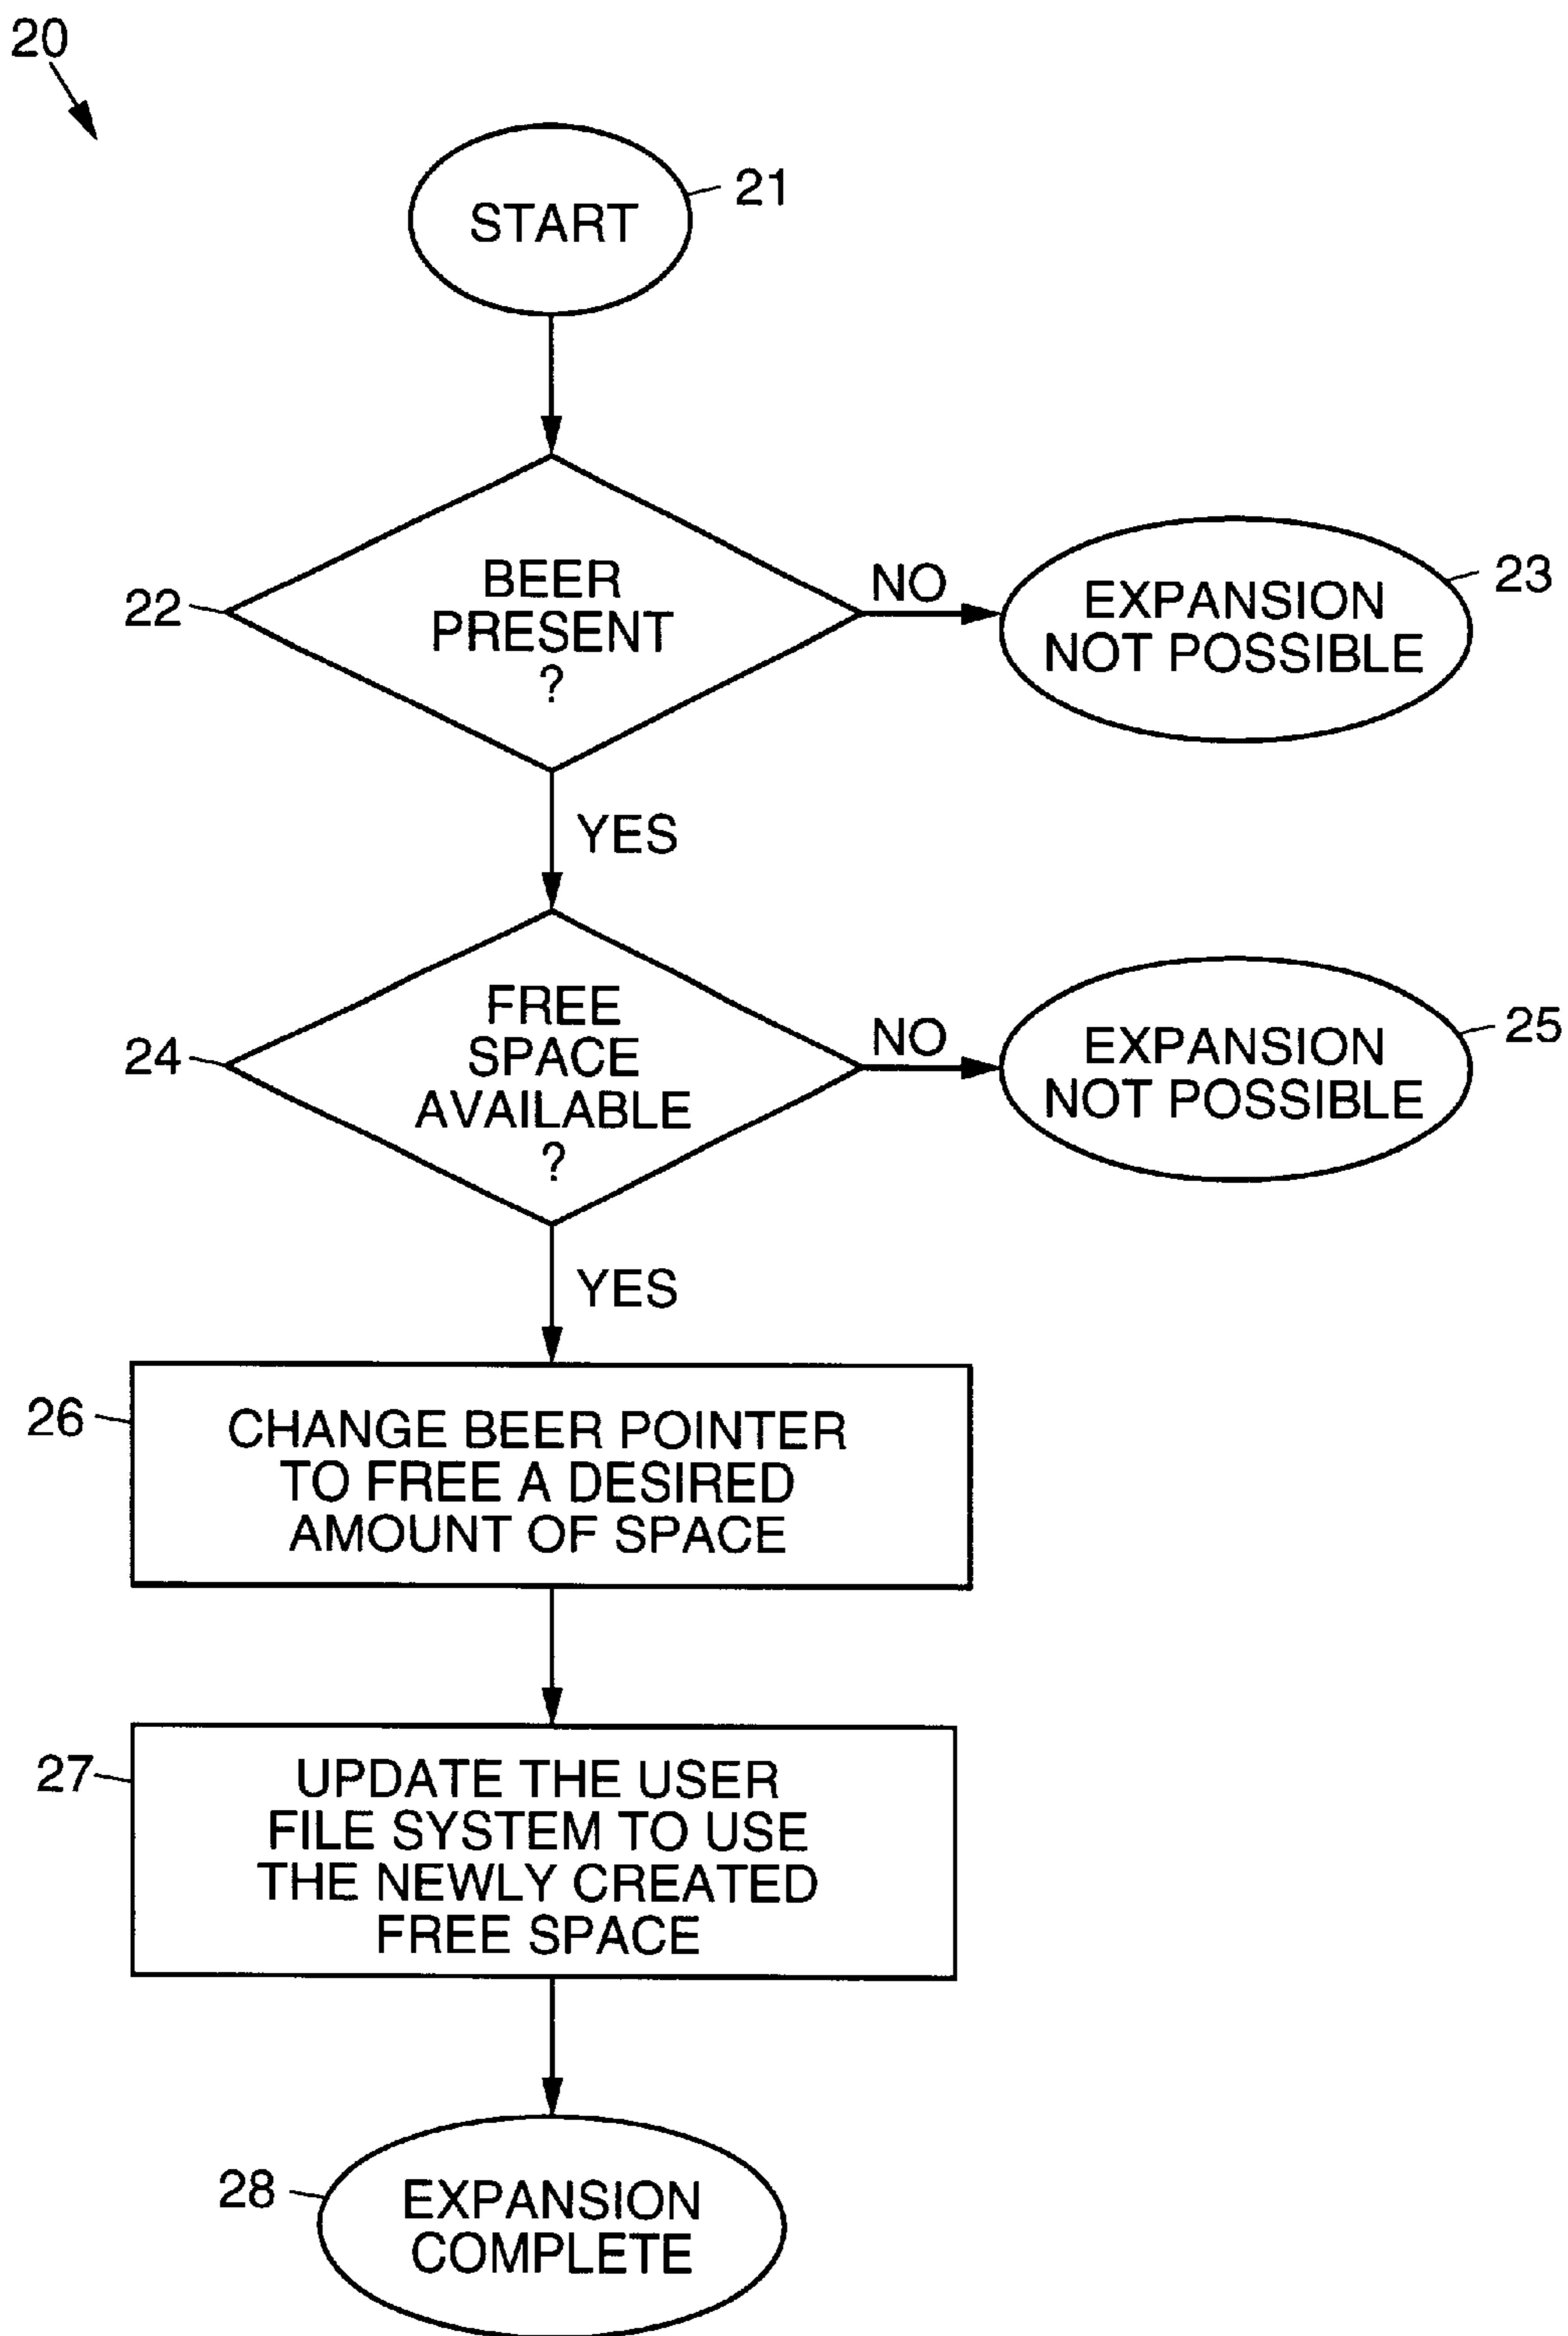 20
START
21
BEER
PRESENT
?
22
NO
EXPANSION
NOT POSSIBLE
23
YES
FREE
SPACE
AVAILABLE
?
24
NO
EXPANSION
NOT POSSIBLE
25
YES
26
CHANGE BEER POINTER
TO FREE A DESIRED
AMOUNT OF SPACE
27
UPDATE THE USER
FILE SYSTEM TO USE
THE NEWLY CREATED
FREE SPACE
28
EXPANSION
COMPLETE